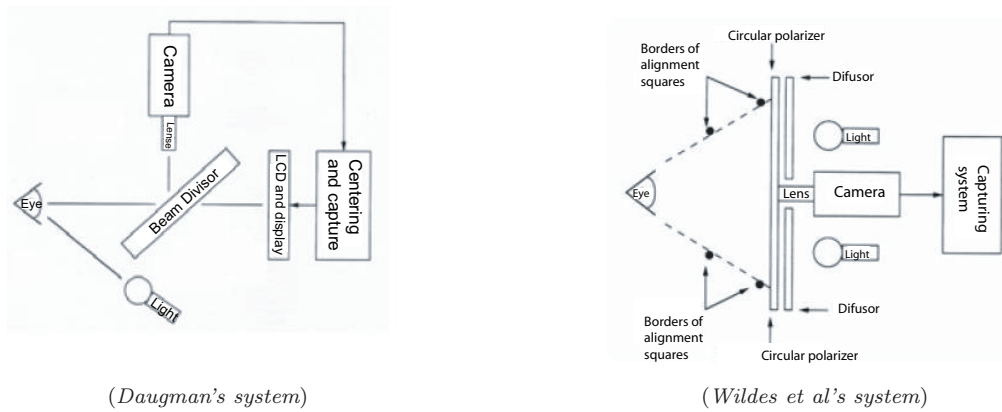 Camera
Lense
Eye
Beam Divisor
LCD and display
Centering
and capture
Light
(Daugman's system)
Circular polarizer
Borders of
alignment
squares
Difusor
Light
Eye
Lens
Camera
Capturing
system
Light
Borders of
alignment
squares
Difusor
Circular polarizer
(Wildes et al's system)